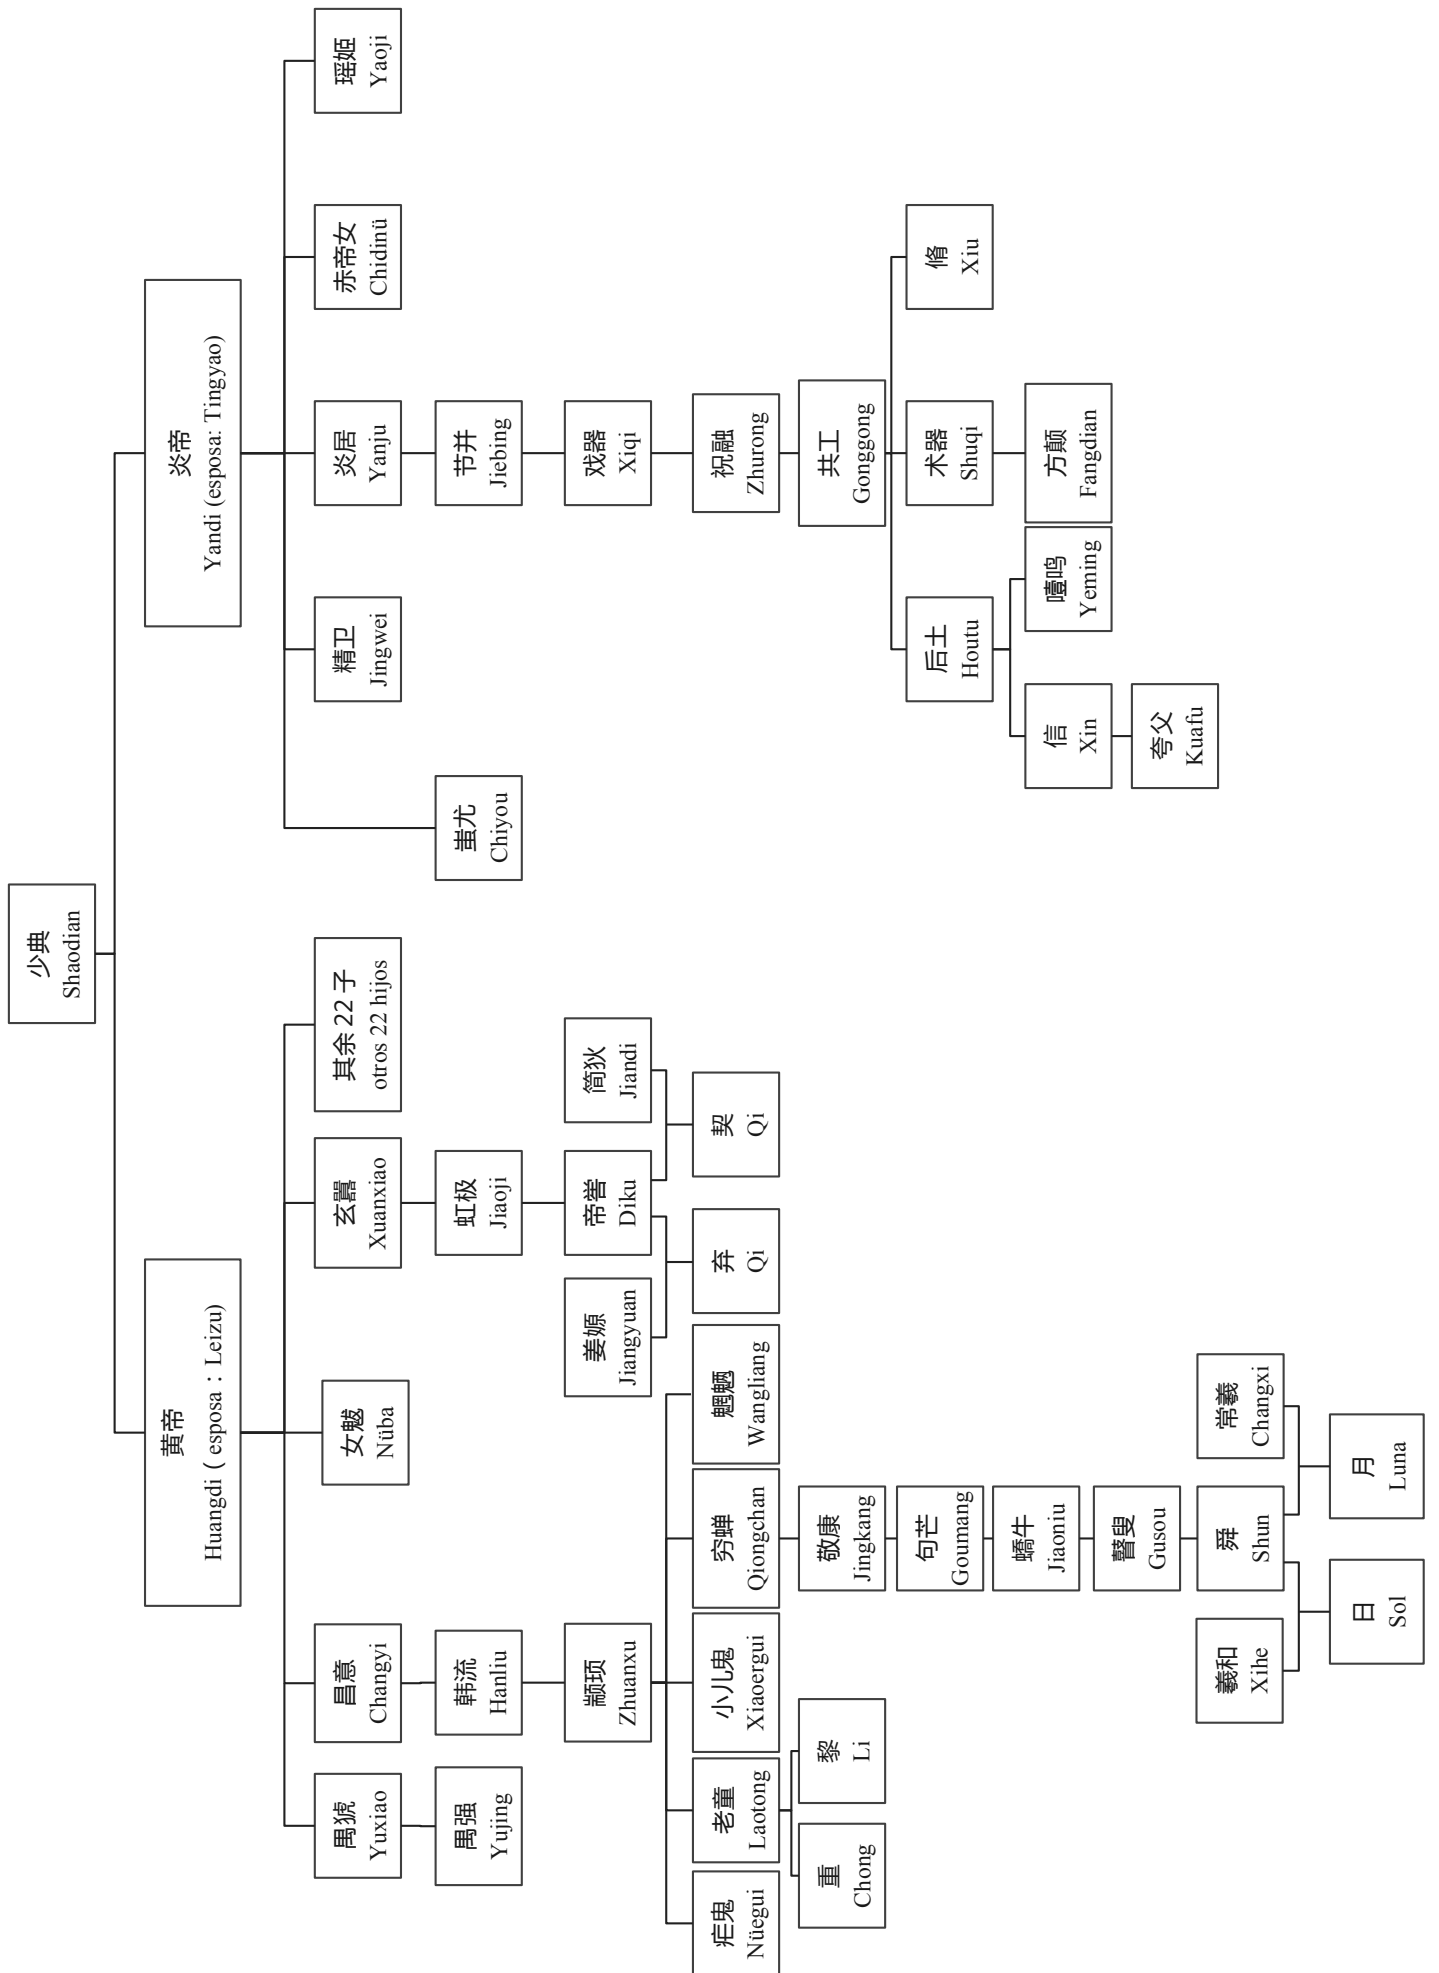 少典
Shaodian
黄帝
Huangdi（esposa：Leizu)
炎帝
Yandi (esposa: Tingyao)
禺猇
Yuxiao
昌意
Changyi
女魃
Nüba
玄嚣
Xuanxiao
其余 22 子
otros 22 hijos
精卫
Jingwei
炎居
Yanju
赤帝女
Chidinü
瑶姬
Yaoji
禺强
Yujing
韩流
Hanliu
虹极
Jiaoji
蚩尤
Chiyou
节并
Jiebing
颛顼
Zhuanxu
姜嫄
Jiangyuan
帝喾
Diku
简狄
Jiandi
戏器
Xiqi
疟鬼
Nüegui
老童
Laotong
小儿鬼
Xiaoergui
穷蝉
Qiongchan
魍魉
Wangliang
弃
Qi
契
Qi
祝融
Zhurong
重
Chong
黎
Li
敬康
Jingkang
共工
Gonggong
句芒
Goumang
后土
Houtu
术器
Shuqi
脩
Xiu
蟜牛
Jiaoniu
信
Xin
噎鸣
Yeming
方颠
Fangdian
瞽叟
Gusou
夸父
Kuafu
羲和
Xihe
舜
Shun
常羲
Changxi
日
Sol
月
Luna